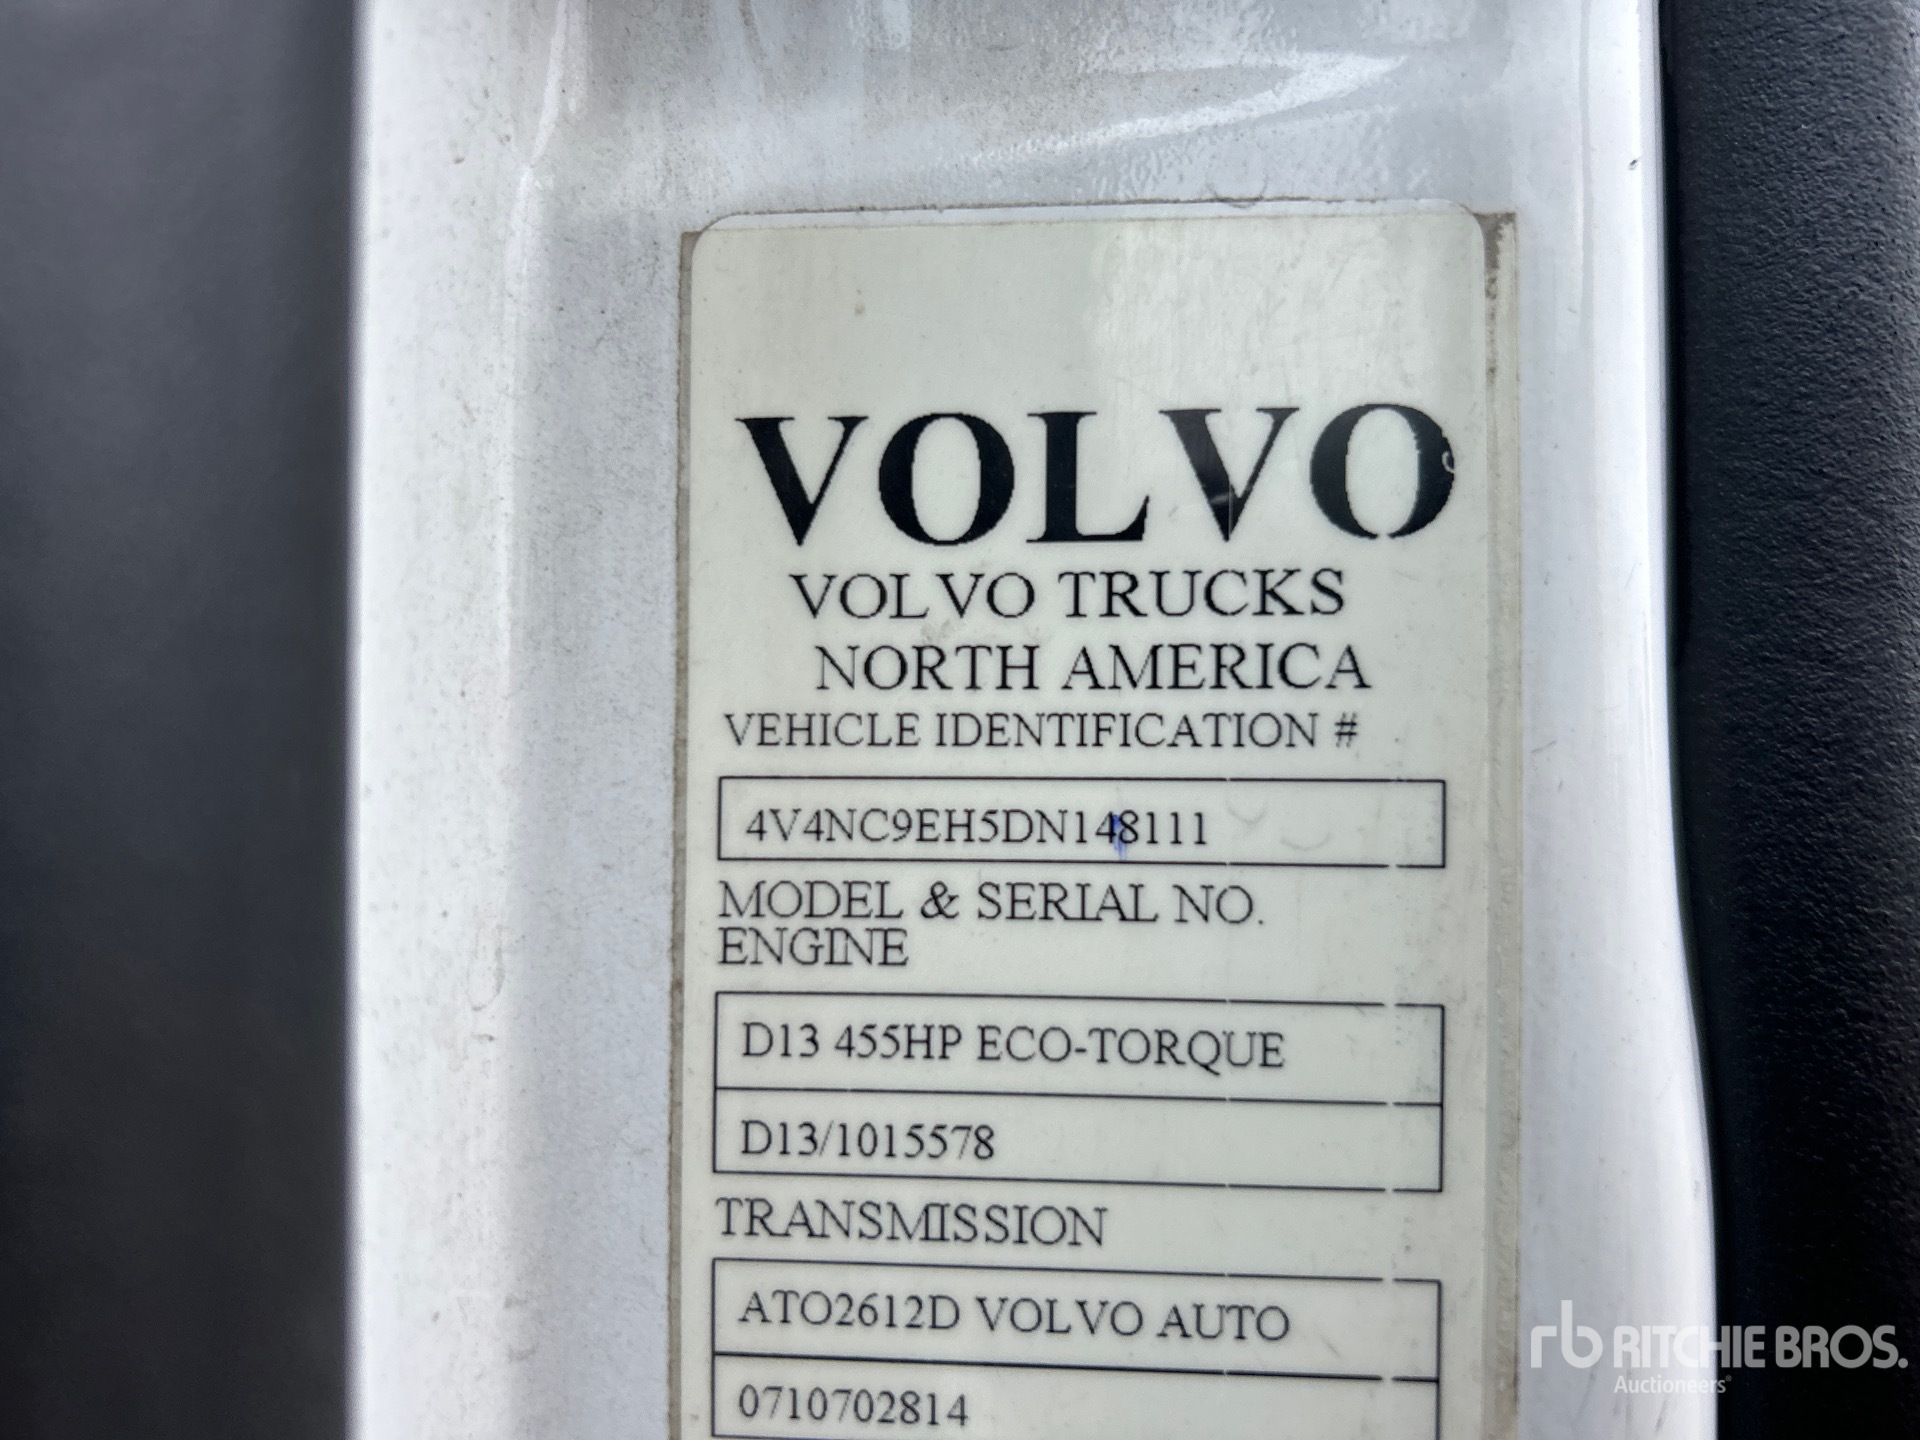 VOLVO
VOLVO TRUCKS
NORTH AMERICA
VEHICLE IDENTIFICATION #
4V4NC9EH5DN148111
MODEL & SERIAL NO.
ENGINE
D13 455HP ECO-TORQUE
D13/1015578
TRANSMISSION
ATO2612D VOLVO AUTO
0710702814
rb RITCHIE BROS.
Auctioneers®